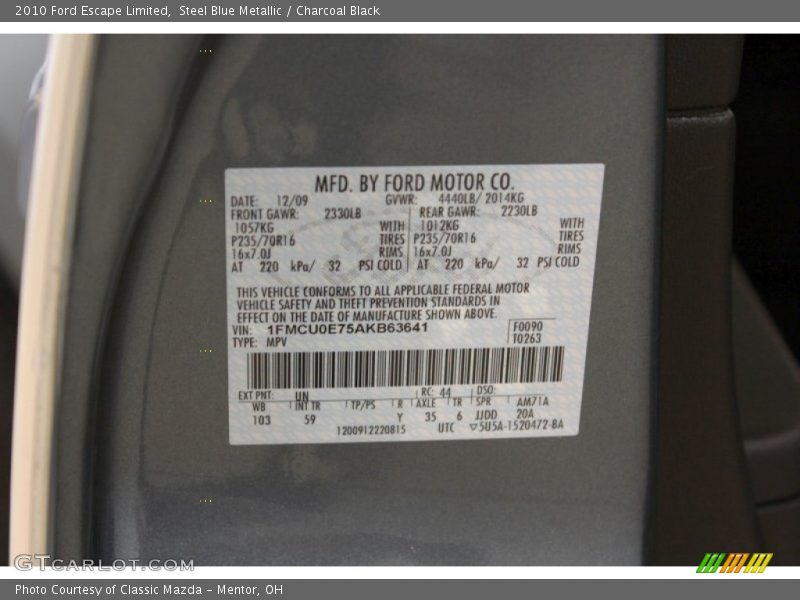 2010 Ford Escape Limited,  Steel Blue Metallic / Charcoal Black
MFD. BY FORD MOTOR CO.
DATE: 12/09 GVWR: 4440LB/ 2014KG
FRONT GAWR: 2330LB REAR GAWR: 2230LB
1057KG WITH 1012KG WITH
P235/70R16 TIRES P235/70R16 TIRES
16x7.0J RIMS 16x7.0J RIMS
AT 220 kPa/ 32 PSI COLD AT 220 kPa/ 32 PSI COLD
THIS VEHICLE CONFORMS TO ALL APPLICABLE FEDERAL MOTOR
VEHICLE SAFETY AND THEFT PREVENTION STANDARDS IN
EFFECT ON THE DATE OF MANUFACTURE SHOWN ABOVE.
VIN: 1FMCU0E75AKB63641 F0090
TYPE: MPV T0263
EXT PNT: UN RC: 44 DSO:
WB INT TR TP/PS R AXLE TR SPR AM71A
103 59 Y 35 6 JJDD 20A
1200912220815 UTC ▽5U5A-1520472-BA
GTCARLOT.COM
Photo Courtesy of Classic Mazda - Mentor, OH